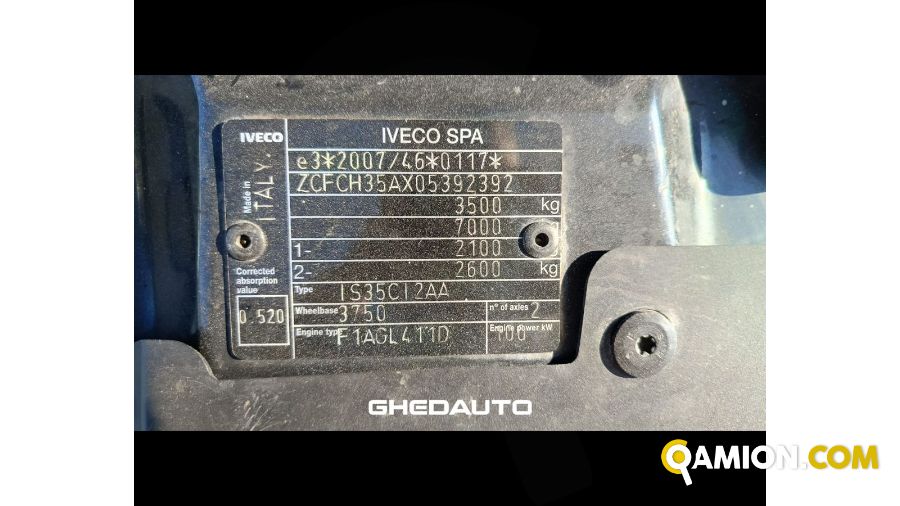 IVECO
IVECO SPA
e3*2007/46*0117*
ZCFCH35AX05392392
3500 kg
7000
1- 2100
2- 2600 kg
Type IS35CI2AA
Wheelbase 3750 n° of axles 2
Engine type F1AGL411D Engine power kW 100
Made in ITALY.
Corrected
absorption
value
0.520
GHEDAUTO
QAMION.COM